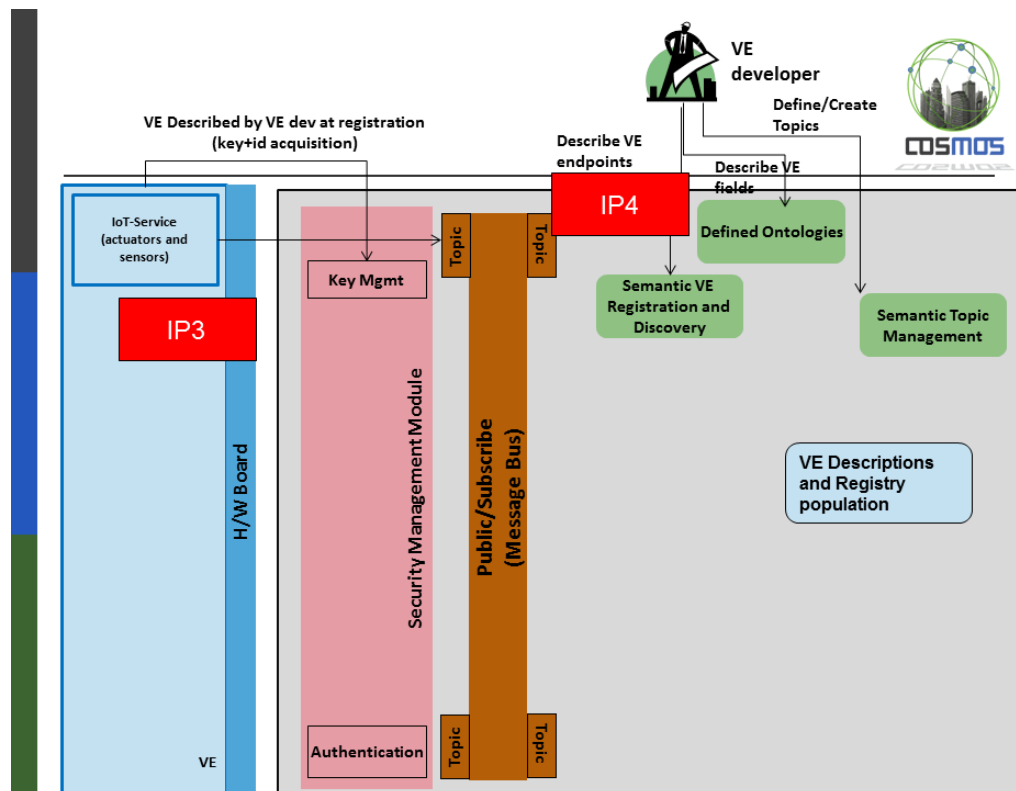 VE
developer
Define/Create
Topics
COSMOS
VE Described by VE dev at registration
(key+id acquisition)
Describe VE
endpoints
Describe VE
fields
IoT-Service
(actuators and
sensors)
Topic
Topic
IP4
Defined Ontologies
Key Mgmt
Semantic VE
Registration and
Discovery
Semantic Topic
Management
IP3
H/W Board
Security Management Module
Public/Subscribe
(Message Bus)
VE Descriptions
and Registry
population
Authentication
Topic
Topic
VE